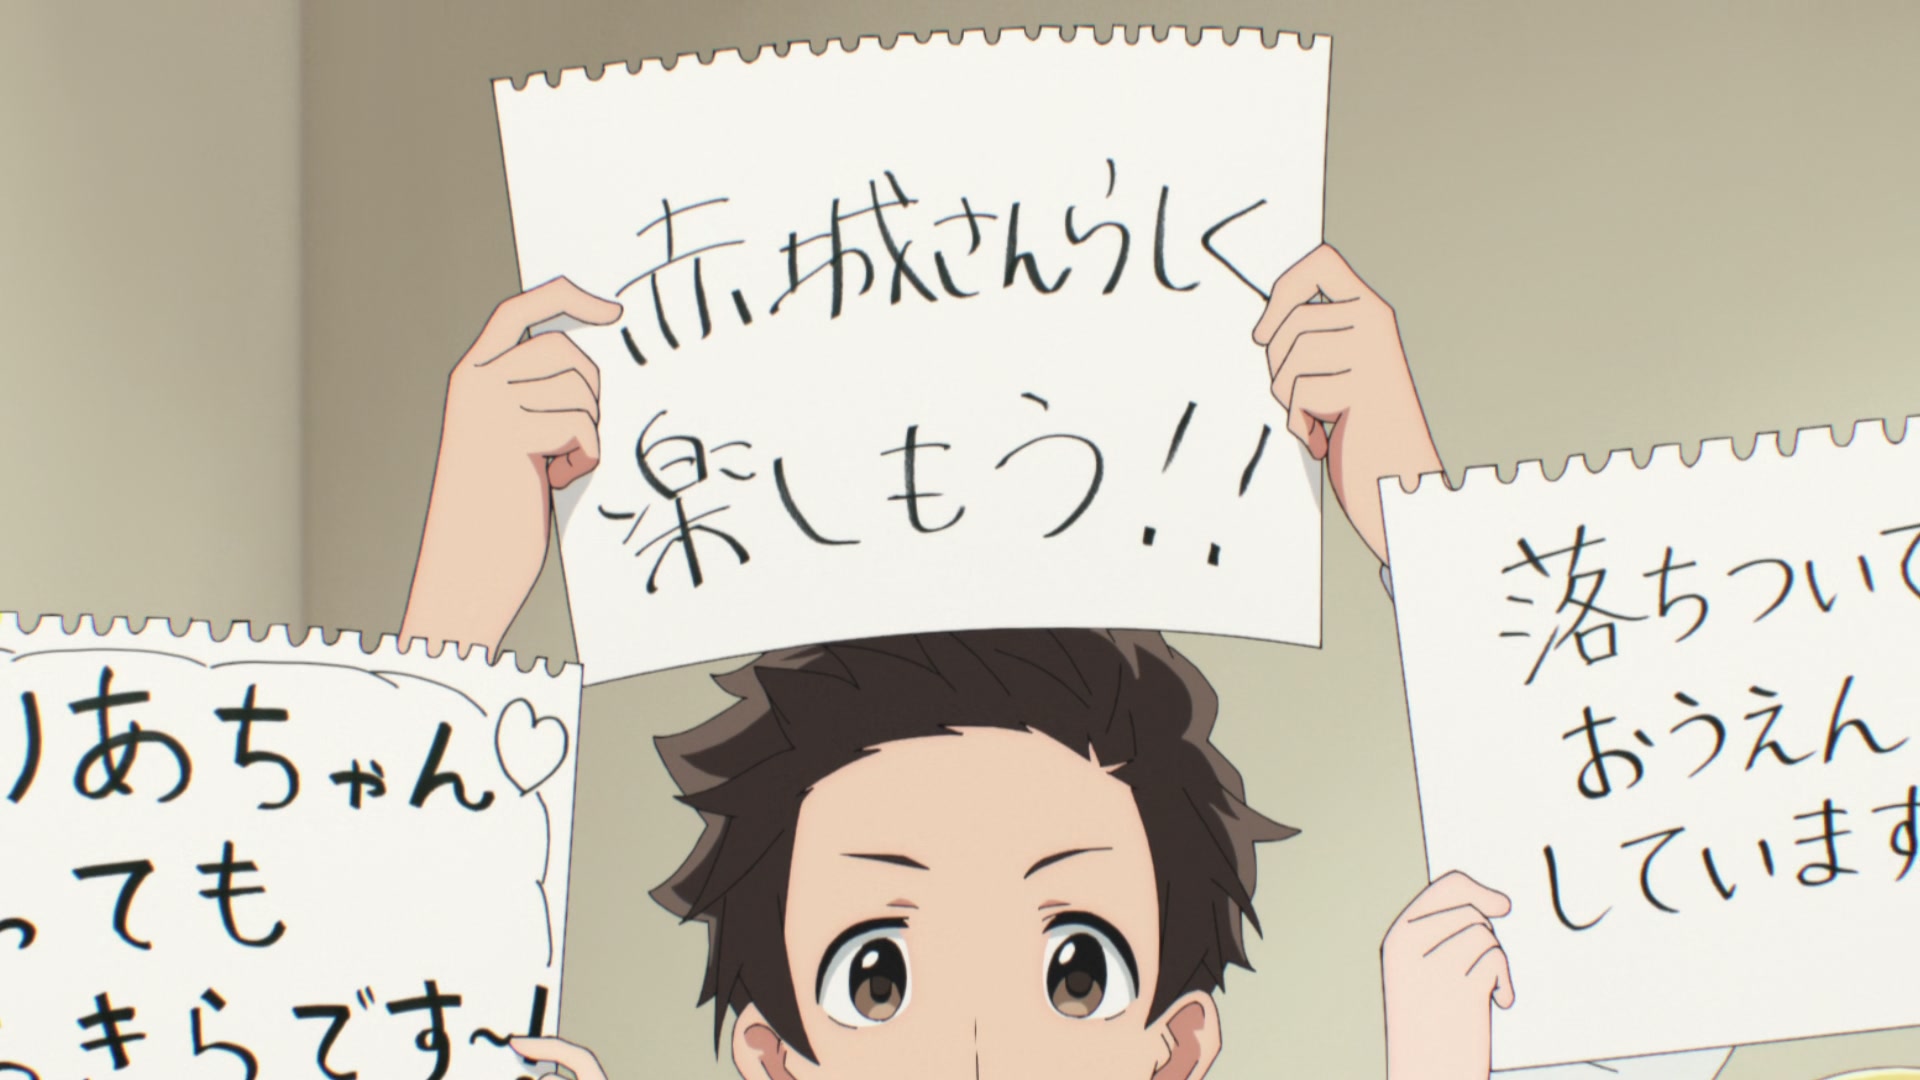 赤城さんらしく
楽しもう!!
りあちゃん♡
ても
きらです~!
落ちついて
おうえん
しています